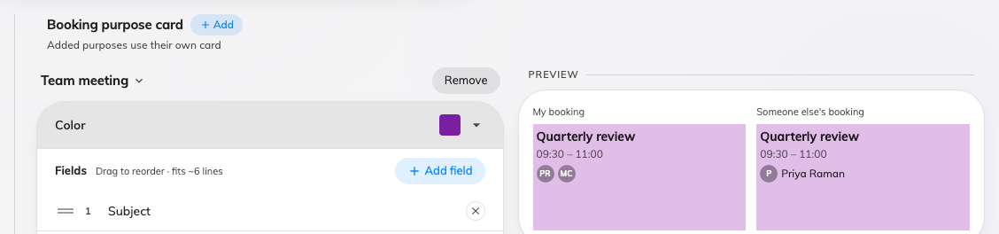 Booking purpose card + Add
Added purposes use their own card
Team meeting
Remove
Color
Fields Drag to reorder · fits ~6 lines
+ Add field
1 Subject
PREVIEW
My booking
Quarterly review
09:30 – 11:00
PR MC
Someone else's booking
Quarterly review
09:30 – 11:00
P Priya Raman